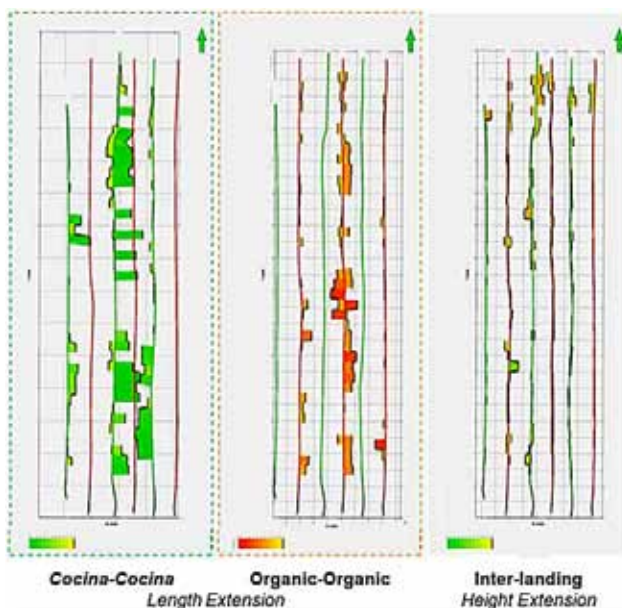 Cocina-Cocina
Organic-Organic
Inter-landing
Length Extension
Height Extension